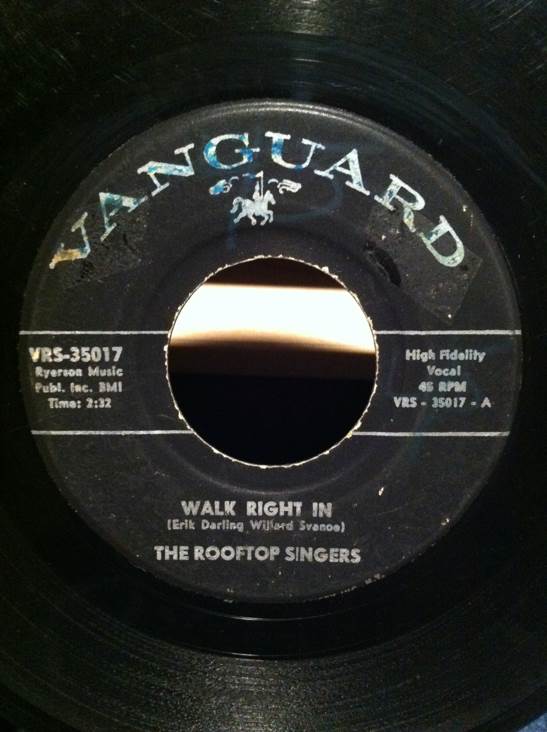 VANGUARD
VRS-35017
Ryerson Music
Publ. Inc. BMI
Time: 2:32
High Fidelity
Vocal
45 RPM
VRS - 35017 - A
WALK RIGHT IN
(Erik Darling Willard Svanoe)
THE ROOFTOP SINGERS